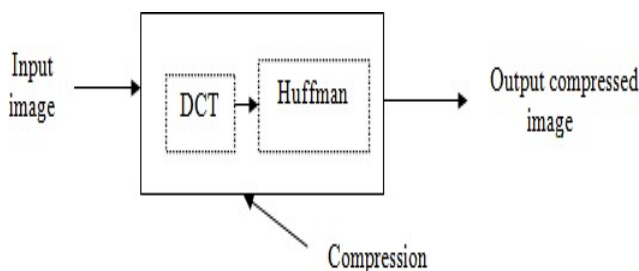 Input
image
DCT
Huffman
Output compressed
image
Compression